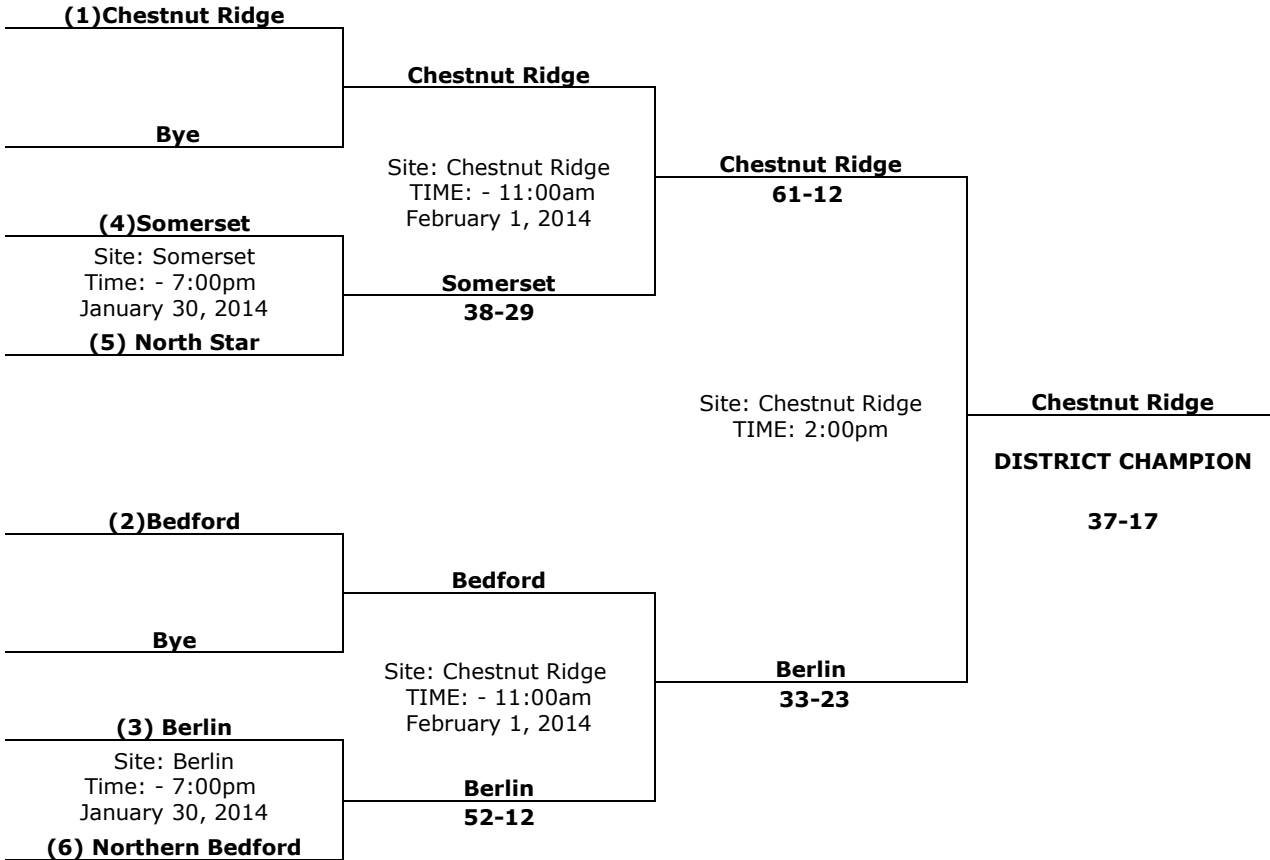 (1)Chestnut Ridge
Bye
(4)Somerset
Site: Somerset
Time: - 7:00pm
January 30, 2014
(5) North Star
(2)Bedford
Bye
(3) Berlin
Site: Berlin
Time: - 7:00pm
January 30, 2014
(6) Northern Bedford
Chestnut Ridge
Site: Chestnut Ridge
TIME: - 11:00am
February 1, 2014
Somerset
38-29
Bedford
Site: Chestnut Ridge
TIME: - 11:00am
February 1, 2014
Berlin
52-12
Chestnut Ridge
61-12
Site: Chestnut Ridge
TIME: 2:00pm
Berlin
33-23
Chestnut Ridge
DISTRICT CHAMPION
37-17